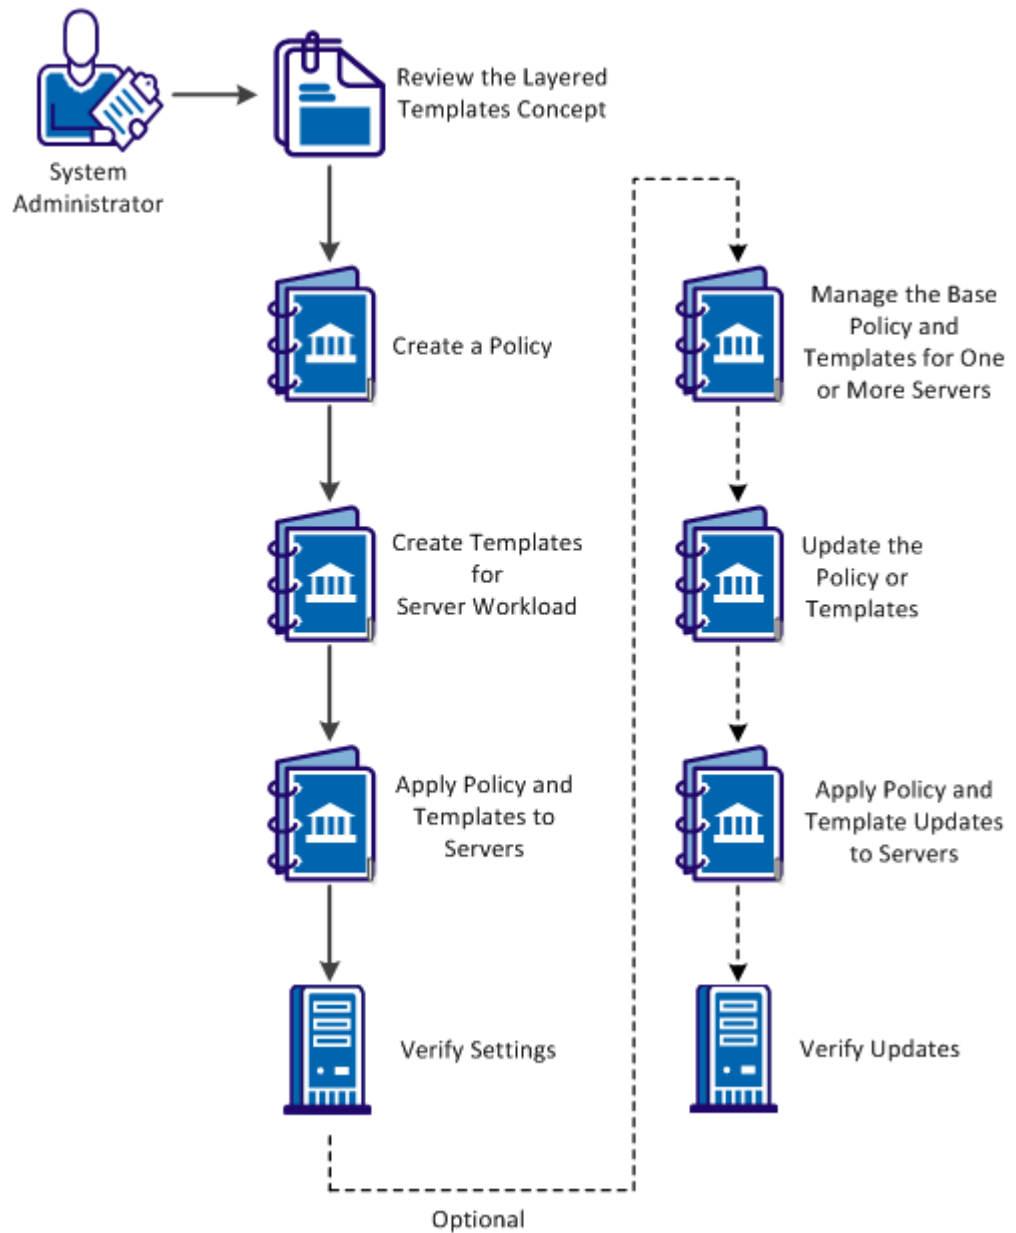 System
Administrator
Review the Layered
Templates Concept
Create a Policy
Create Templates
for
Server Workload
Apply Policy and
Templates to
Servers
Verify Settings
Optional
Manage the Base
Policy and
Templates for One
or More Servers
Update the
Policy or
Templates
Apply Policy and
Template Updates
to Servers
Verify Updates